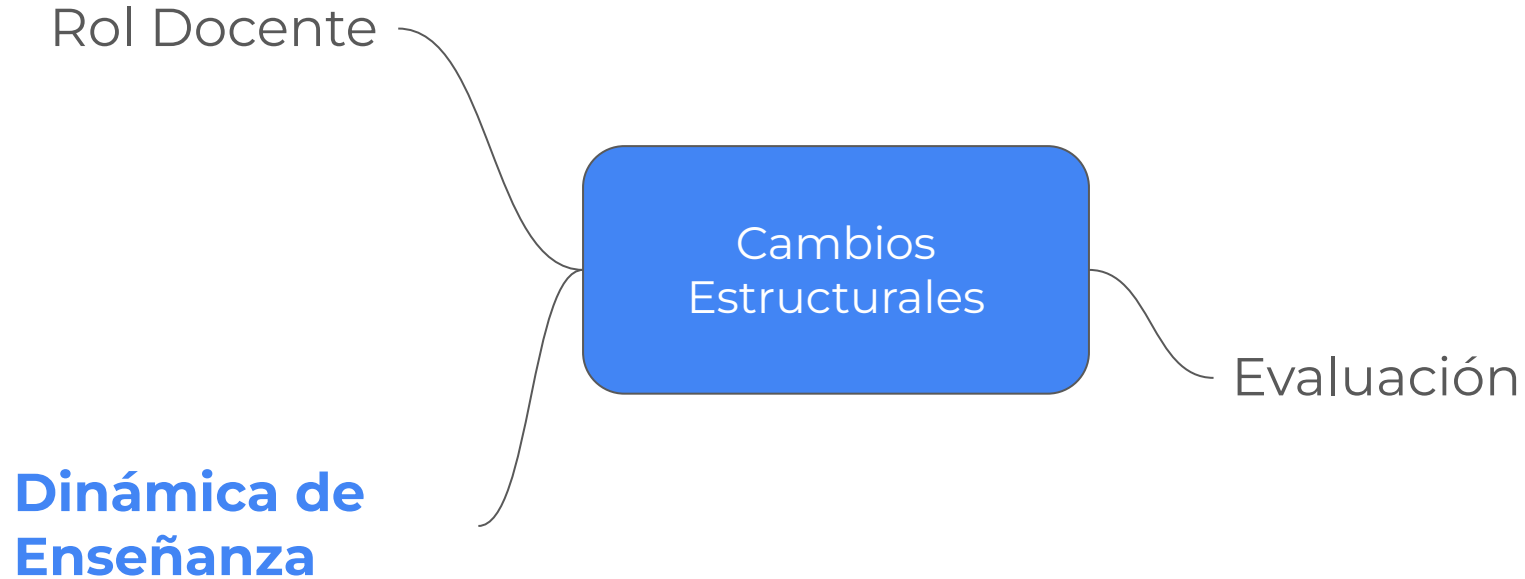 Rol Docente
Cambios
Estructurales
Evaluación
Dinámica de
Enseñanza